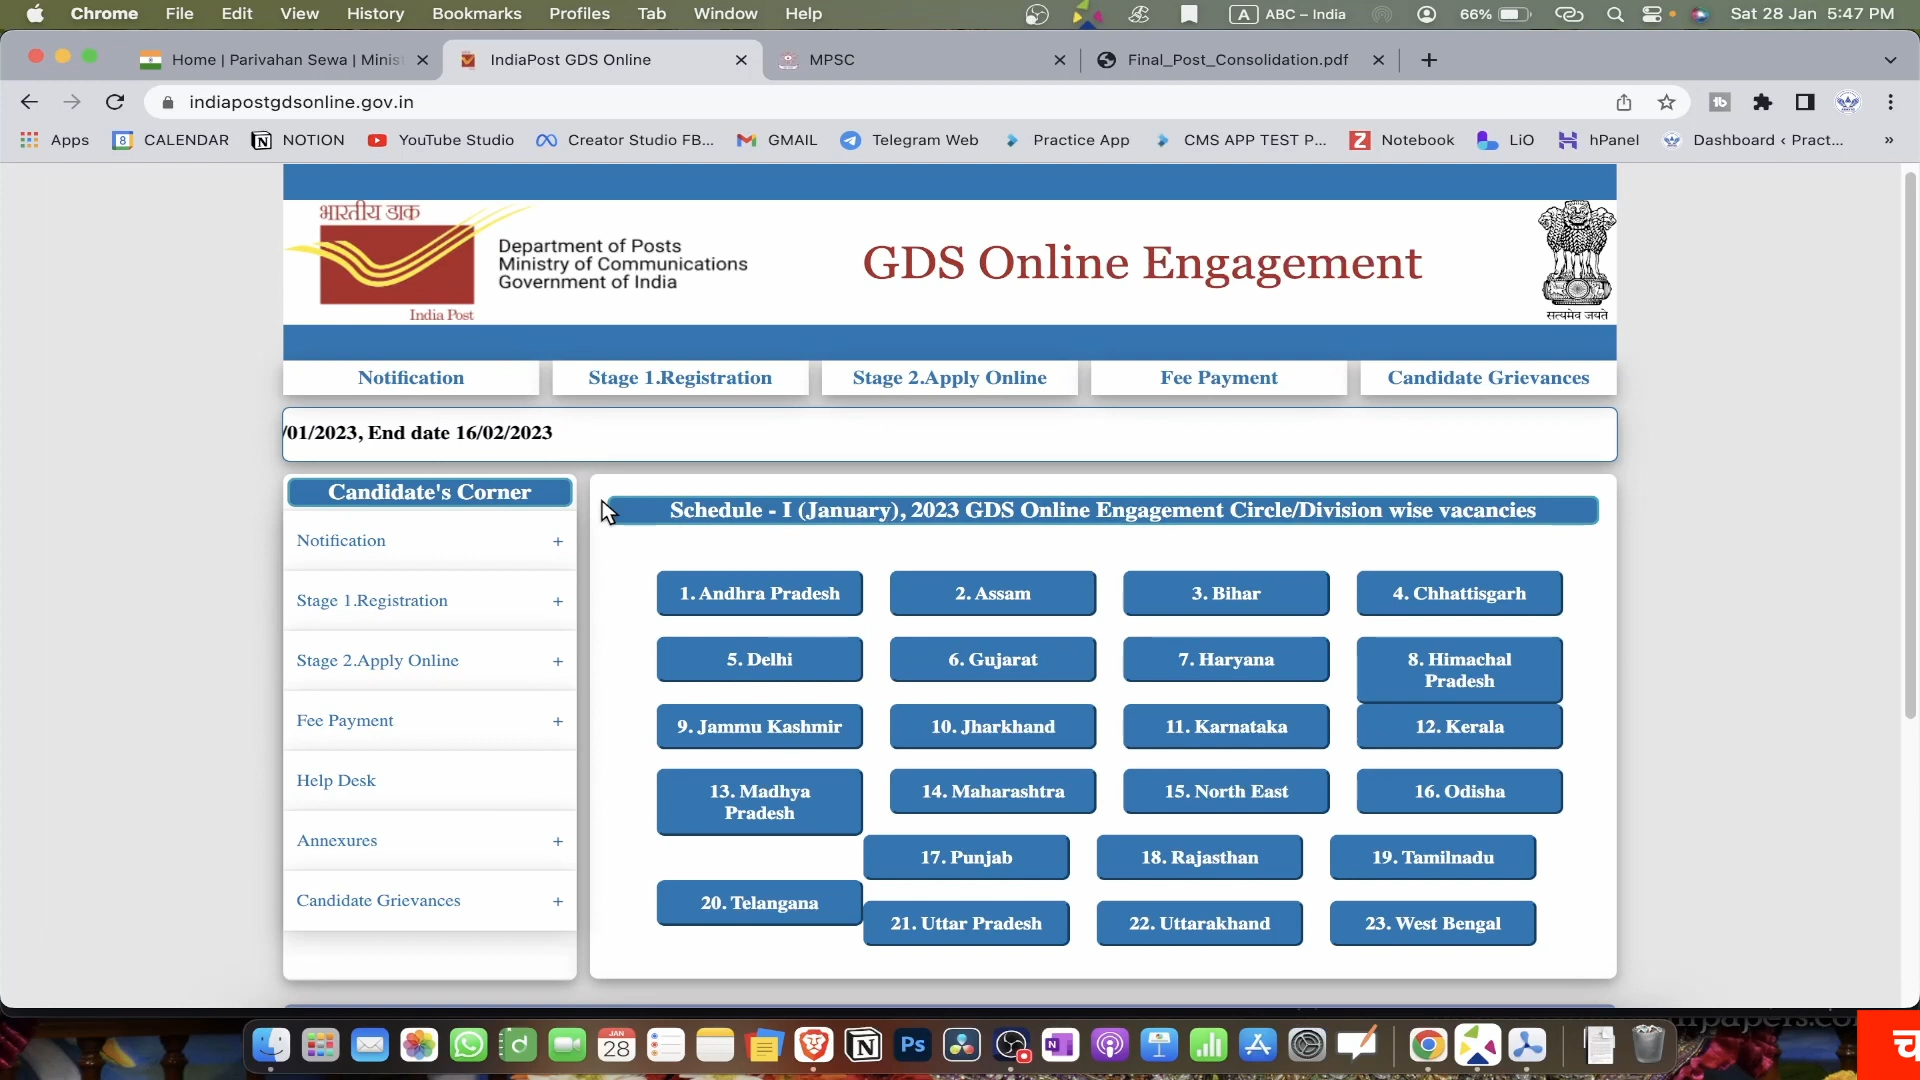 Chrome File Edit View History Bookmarks Profiles Tab Window Help
A ABC – India 66% Sat 28 Jan 5:47 PM
Home | Parivahan Sewa | Minis
IndiaPost GDS Online
MPSC
Final_Post_Consolidation.pdf
indiapostgdsonline.gov.in
Apps CALENDAR NOTION YouTube Studio Creator Studio FB... GMAIL Telegram Web Practice App CMS APP TEST P... Notebook LiO hPanel Dashboard ‹ Pract... »
भारतीय डाक
India Post
Department of Posts
Ministry of Communications
Government of India
GDS Online Engagement
सत्यमेव जयते
Notification
Stage 1.Registration
Stage 2.Apply Online
Fee Payment
Candidate Grievances
/01/2023, End date 16/02/2023
Candidate's Corner
Notification +
Stage 1.Registration +
Stage 2.Apply Online +
Fee Payment +
Help Desk
Annexures +
Candidate Grievances +
Schedule - I (January), 2023 GDS Online Engagement Circle/Division wise vacancies
1. Andhra Pradesh
2. Assam
3. Bihar
4. Chhattisgarh
5. Delhi
6. Gujarat
7. Haryana
8. Himachal
Pradesh
9. Jammu Kashmir
10. Jharkhand
11. Karnataka
12. Kerala
13. Madhya
Pradesh
14. Maharashtra
15. North East
16. Odisha
17. Punjab
18. Rajasthan
19. Tamilnadu
20. Telangana
21. Uttar Pradesh
22. Uttarakhand
23. West Bengal
JAN
28
Ps